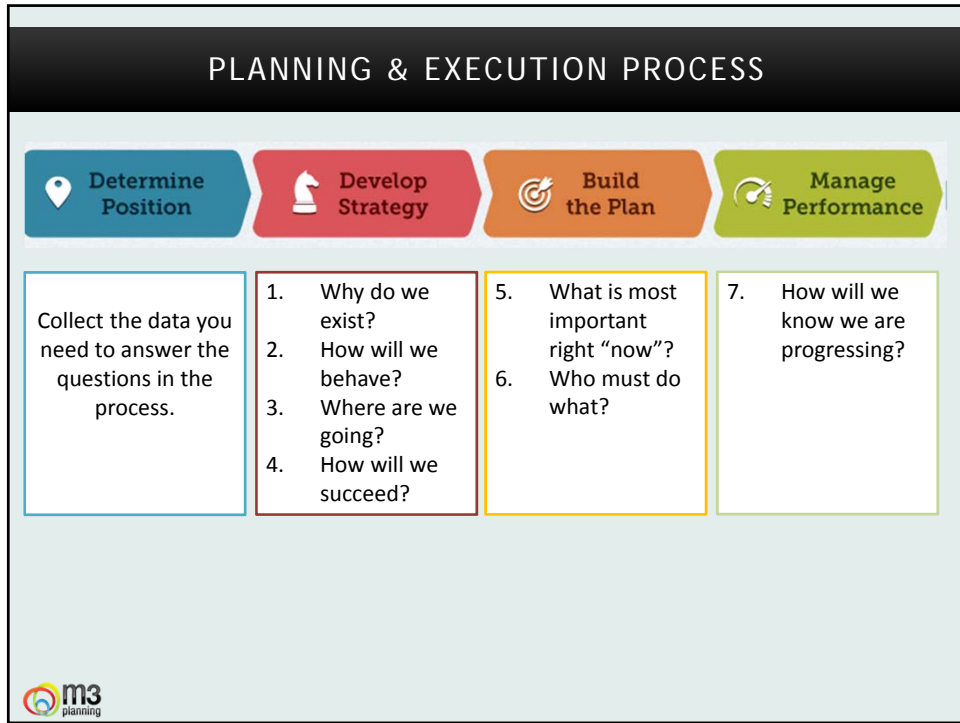 PLANNING & EXECUTION PROCESS
Determine
Position
Develop
Strategy
Build
the Plan
Manage
Performance
Collect the data you
need to answer the
questions in the
process.
1. Why do we
exist?
2. How will we
behave?
3. Where are we
going?
4. How will we
succeed?
5. What is most
important
right “now”?
6. Who must do
what?
7. How will we
know we are
progressing?
m3
planning